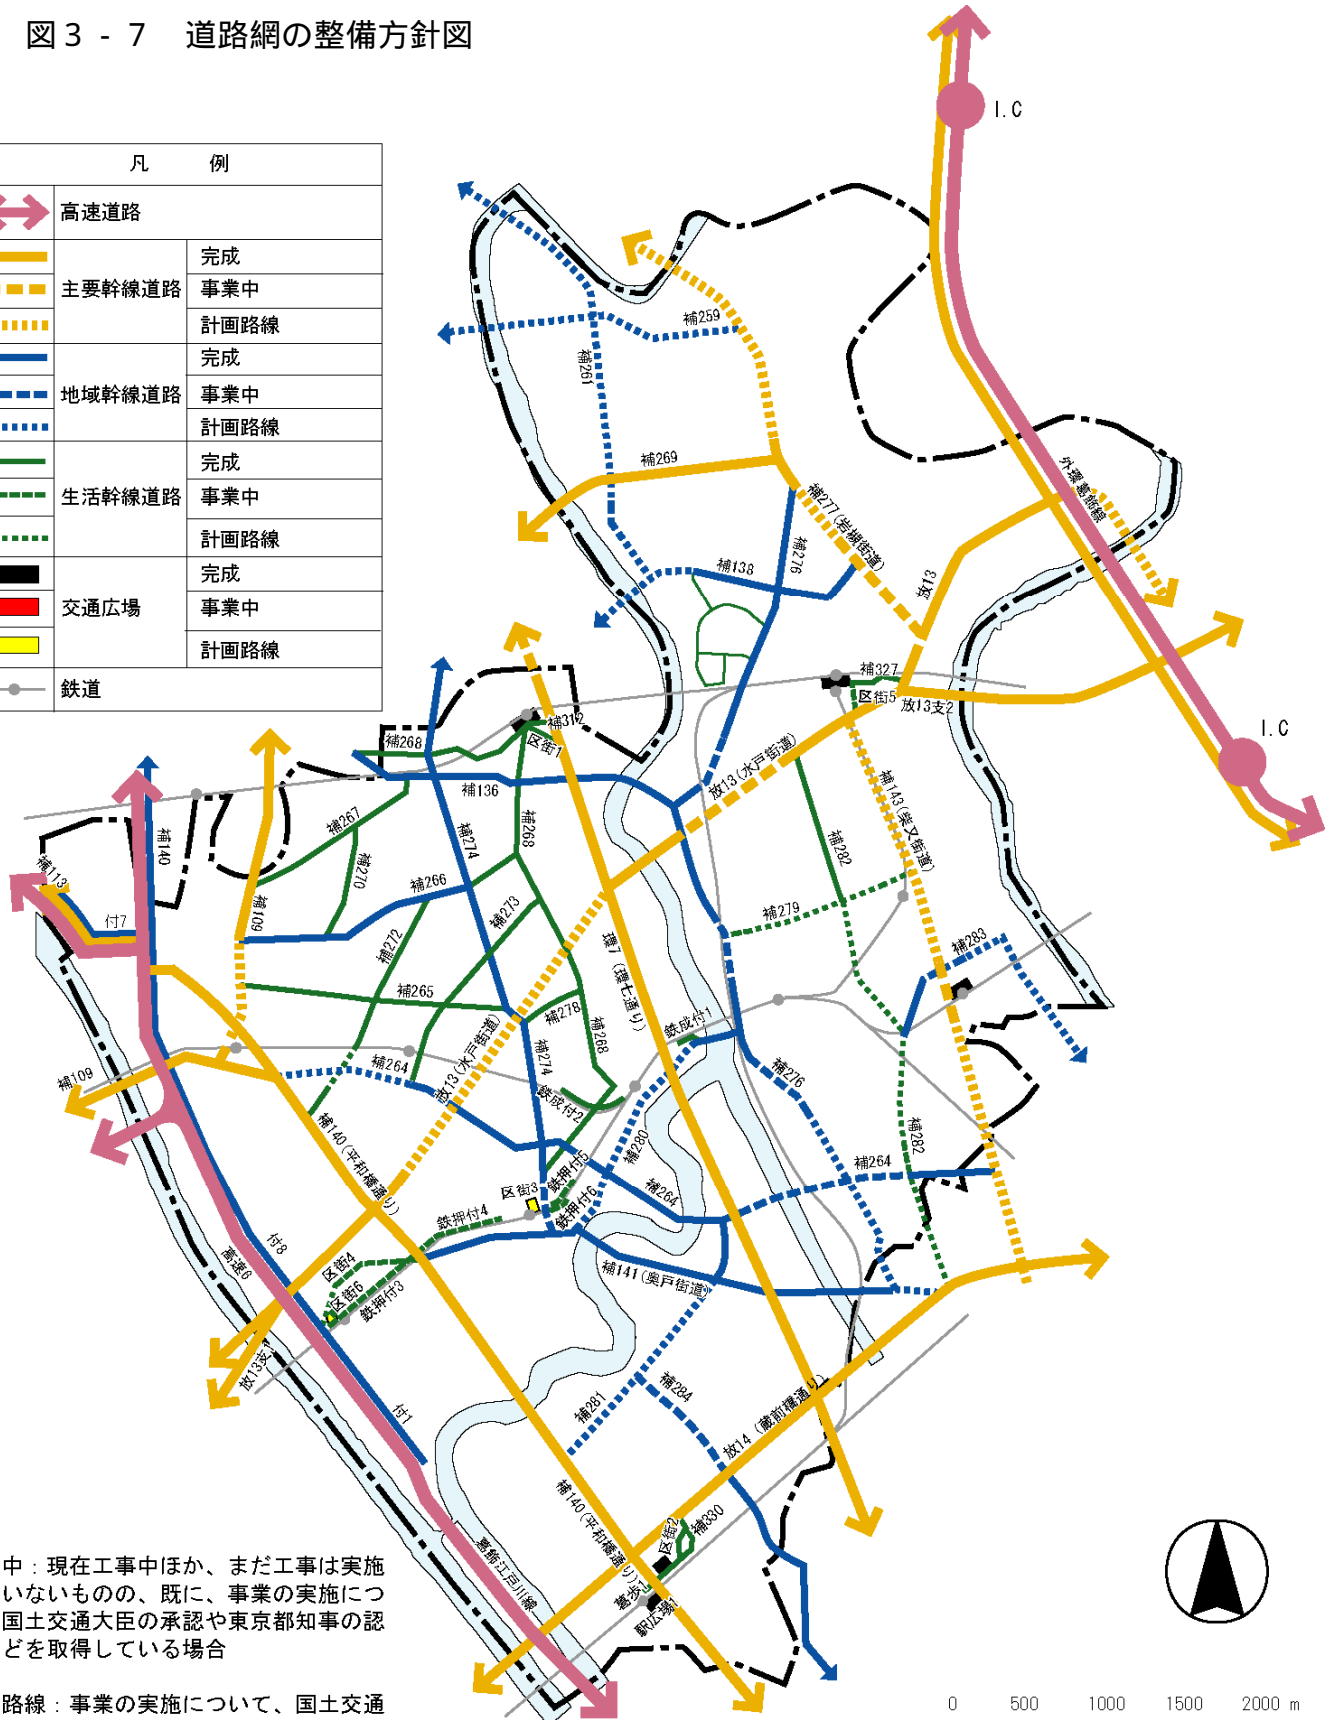 図3-7 道路網の整備方針図
I.C
凡 例
高速道路
主要幹線道路
完成
事業中
計画路線
地域幹線道路
完成
事業中
計画路線
生活幹線道路
完成
事業中
計画路線
交通広場
完成
事業中
計画路線
鉄道
補259
補261
補269
補277(岩槻街道)
補276
補138
外環葛飾線
放13
補327
区街5
放13支2
I.C
補312
区街1
補268
補136
放13(水戸街道)
補143(柴又街道)
補140
補267
補270
補274
補268
補282
補113
付7
補109
補266
補273
補272
補279
環7(環七通り)
補283
補265
補278
補268
鉄成付1
放13(水戸街道)
補109
補264
補274
鉄成付2
補276
補280
補282
補140(平和橋通り)
補264
鉄押付5
区街3
鉄押付6
補264
鉄押付4
高速6
付8
区街4
区街6
鉄押付3
補141(奥戸街道)
放13支1
付1
補281
補284
放14(蔵前橋通り)
補140(平和橋通り)
区街2
補330
葛歩1
駅広場1
葛飾江戸川線
中：現在工事中ほか、まだ工事は実施
いないものの、既に、事業の実施につ
国土交通大臣の承認や東京都知事の認
どを取得している場合
路線：事業の実施について、国土交通
0 500 1000 1500 2000 m